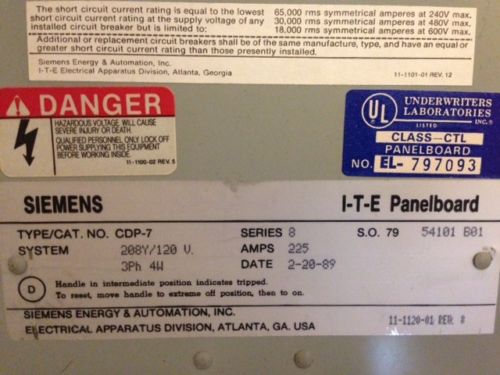 The short circuit current rating is equal to the lowest 65,000 rms symmetrical amperes at 240V max.
short circuit current rating at the supply voltage of any 30,000 rms symmetrical amperes at 480V max.
installed circuit breaker but is limited to: 18,000 rms symmetrical amperes at 600V max.
Additional or replacement circuit breakers shall be of the same manufacture, type, and have an equal or
greater short circuit current rating than those presently installed.
Siemens Energy & Automation, Inc.
I-T-E Electrical Apparatus Division, Atlanta, Georgia 11-1101-01 REV. 12
DANGER
HAZARDOUS VOLTAGE WILL CAUSE
SEVERE INJURY OR DEATH.
QUALIFIED PERSONNEL ONLY LOCK OFF
POWER SUPPLYING THIS EQUIPMENT
BEFORE WORKING INSIDE.
11-1100-02 REV. 5
UL
UNDERWRITERS
LABORATORIES
INC.®
LISTED
CLASS-CTL
PANELBOARD
NO. EL-797093
SIEMENS I-T-E Panelboard
TYPE/CAT. NO. CDP-7 SERIES 8 S.O. 79 54101 B01
SYSTEM 208Y/120 V. AMPS 225
3Ph 4W DATE 2-20-89
D
Handle in intermediate position indicates tripped.
To reset, move handle to extreme off position, then to on.
SIEMENS ENERGY & AUTOMATION, INC.
ELECTRICAL APPARATUS DIVISION, ATLANTA, GA. USA
11-1120-01